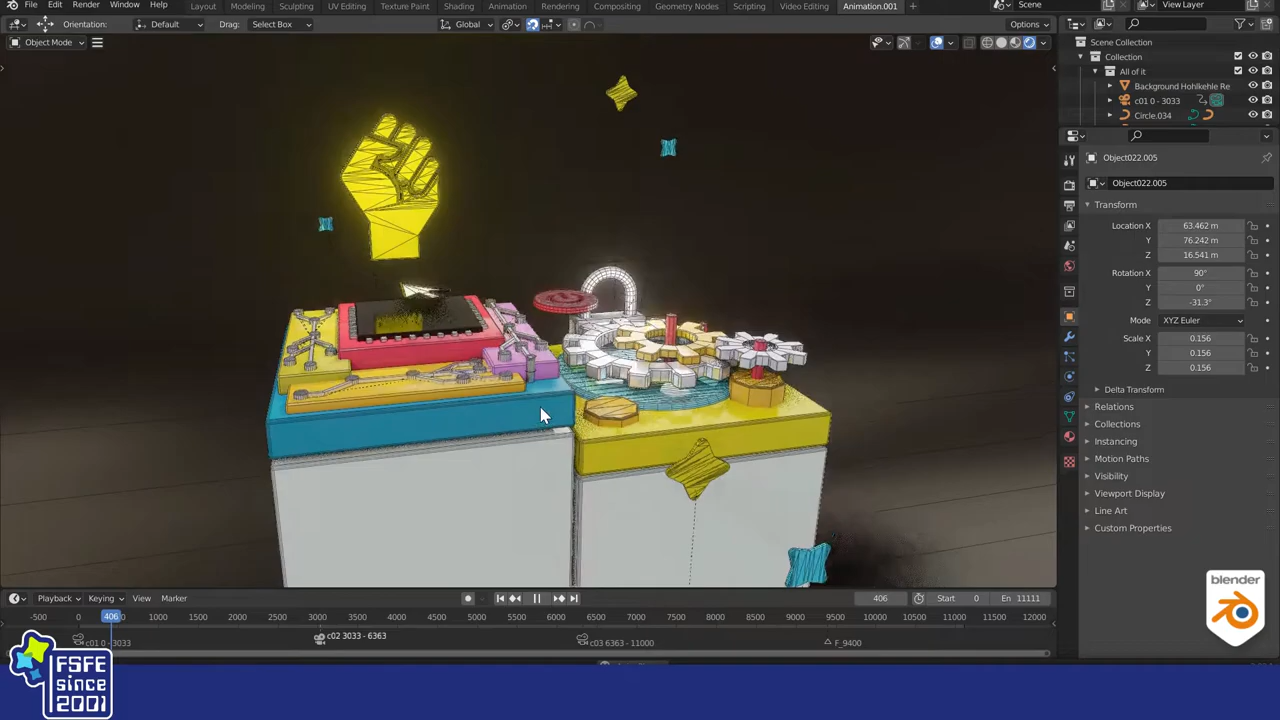 File Edit Render Window Help Layout Modeling Sculpting UV Editing Texture Paint Shading Animation Rendering Compositing Geometry Nodes Scripting Video Editing Animation.001 + Scene View Layer
Orientation: Default Drag: Select Box Global Options
Object Mode
Scene Collection
Collection
All of it
Background Hohlkehle Re
c01 0 - 3033
Circle.034
Object022.005
Object022.005
Transform
Location X 63.462 m
Y 76.242 m
Z 16.541 m
Rotation X 90°
Y 0°
Z -31.3°
Mode XYZ Euler
Scale X 0.156
Y 0.156
Z 0.156
Delta Transform
Relations
Collections
Instancing
Motion Paths
Visibility
Viewport Display
Line Art
Custom Properties
blender
Playback Keying View Marker 406 Start 0 En 11111
-500 0 406 1000 1500 2000 2500 3000 3500 4000 4500 5000 5500 6000 6500 7000 7500 8000 8500 9000 9500 10000 10500 11000 11500 12000
c01 0 - 3033 c02 3033 - 6363 c03 6363 - 11000 F_9400
FSFE
since
2001